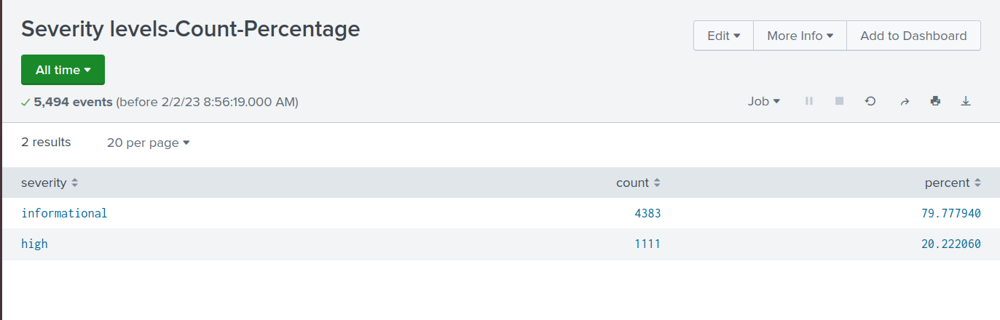 Severity levels-Count-Percentage
Edit More Info Add to Dashboard
All time
5,494 events (before 2/2/23 8:56:19.000 AM)
Job
2 results 20 per page
severity count percent
informational 4383 79.777940
high 1111 20.222060